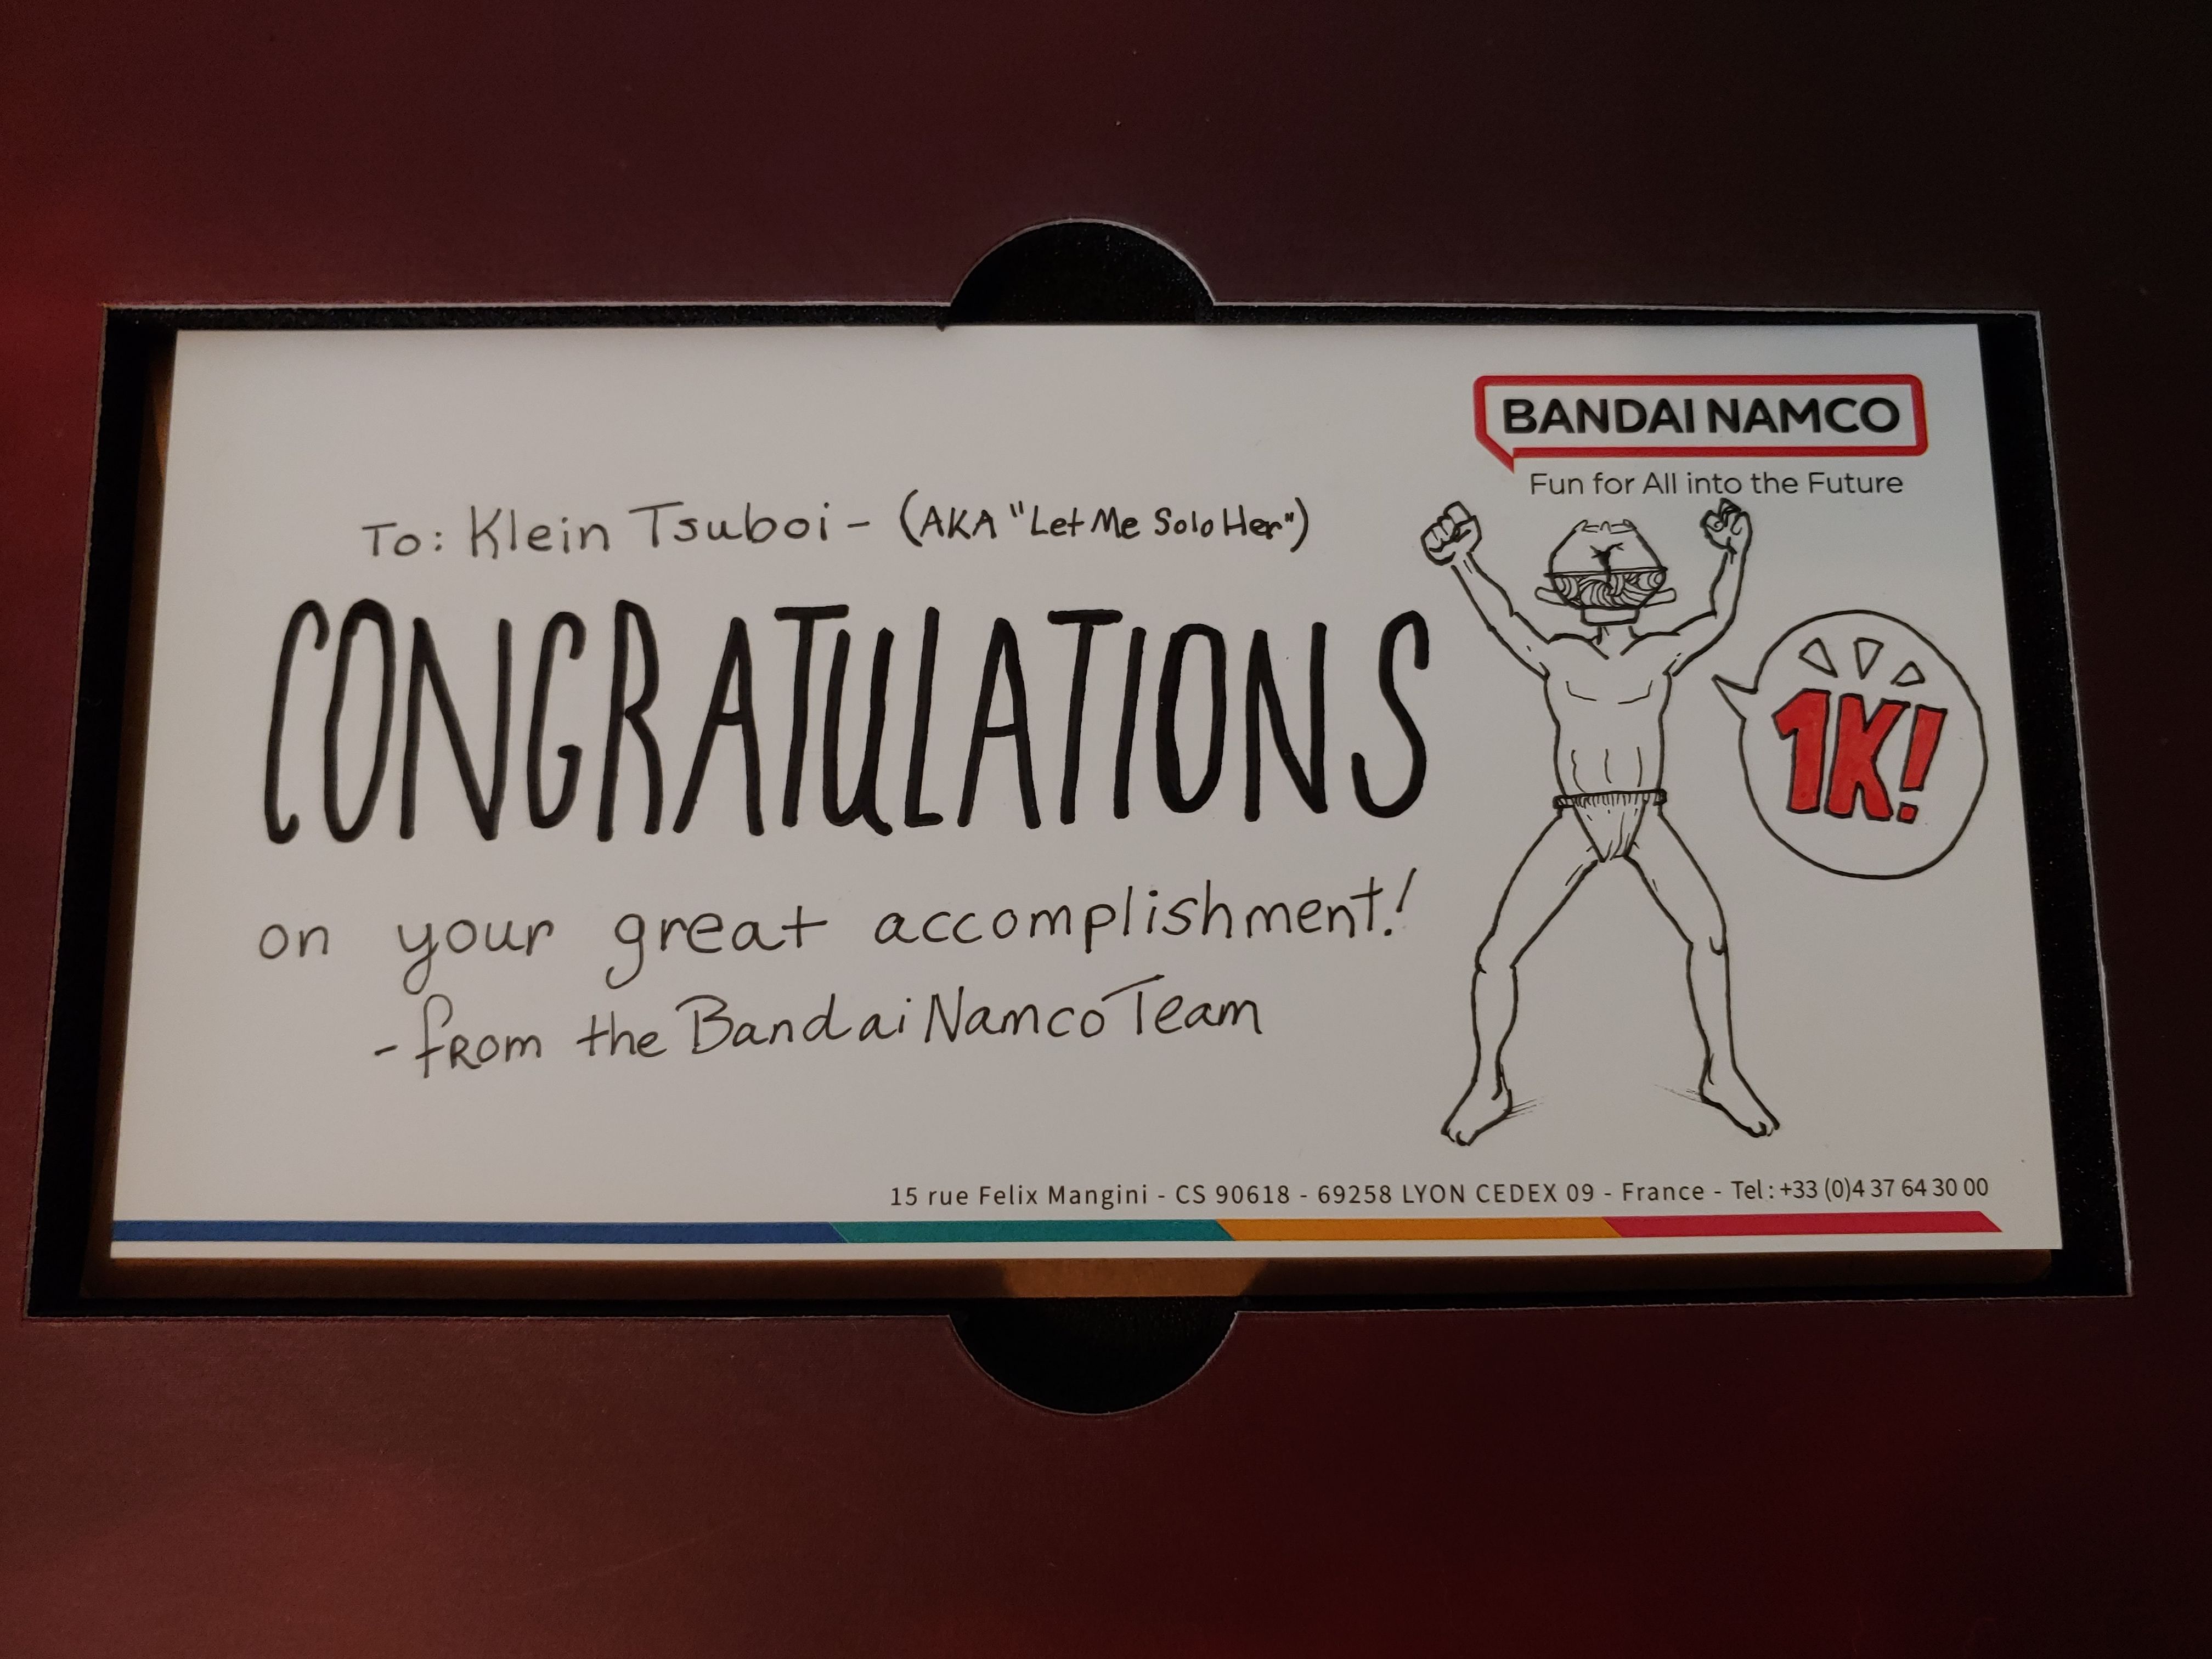 BANDAI NAMCO
Fun for All into the Future
To: Klein Tsuboi - (AKA "Let Me Solo Her")
CONGRATULATIONS
1K!
on your great accomplishment!
- from the Bandai Namco Team
15 rue Felix Mangini - CS 90618 - 69258 LYON CEDEX 09 - France - Tel : +33 (0)4 37 64 30 00